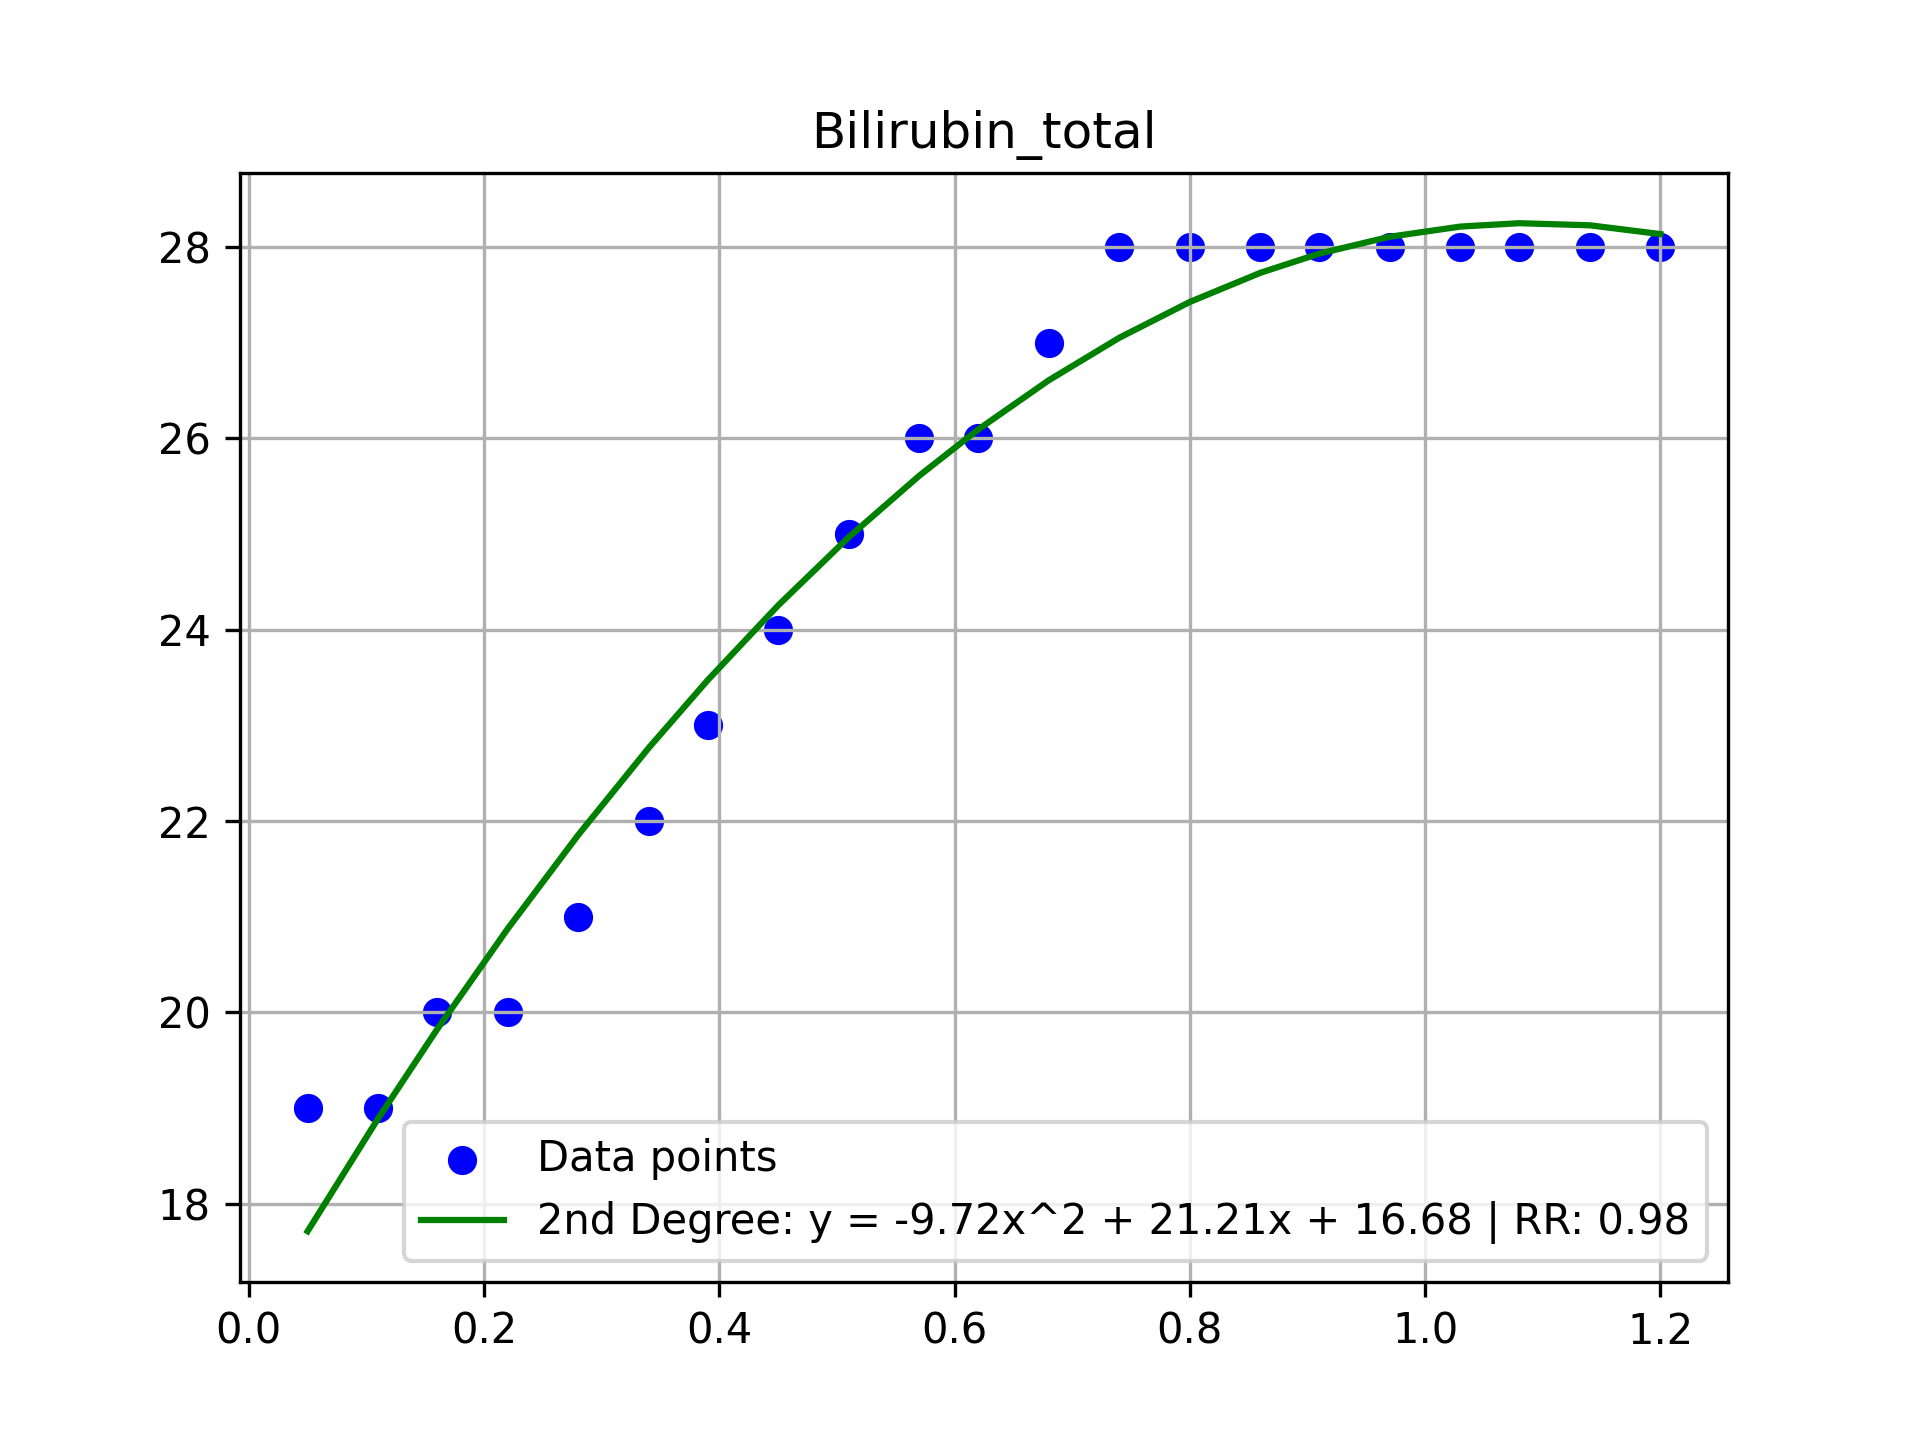 Bilirubin_total
28
26
24
22
20
18
Data points
2nd Degree: y = -9.72x^2 + 21.21x + 16.68 | RR: 0.98
0.0 0.2 0.4 0.6 0.8 1.0 1.2